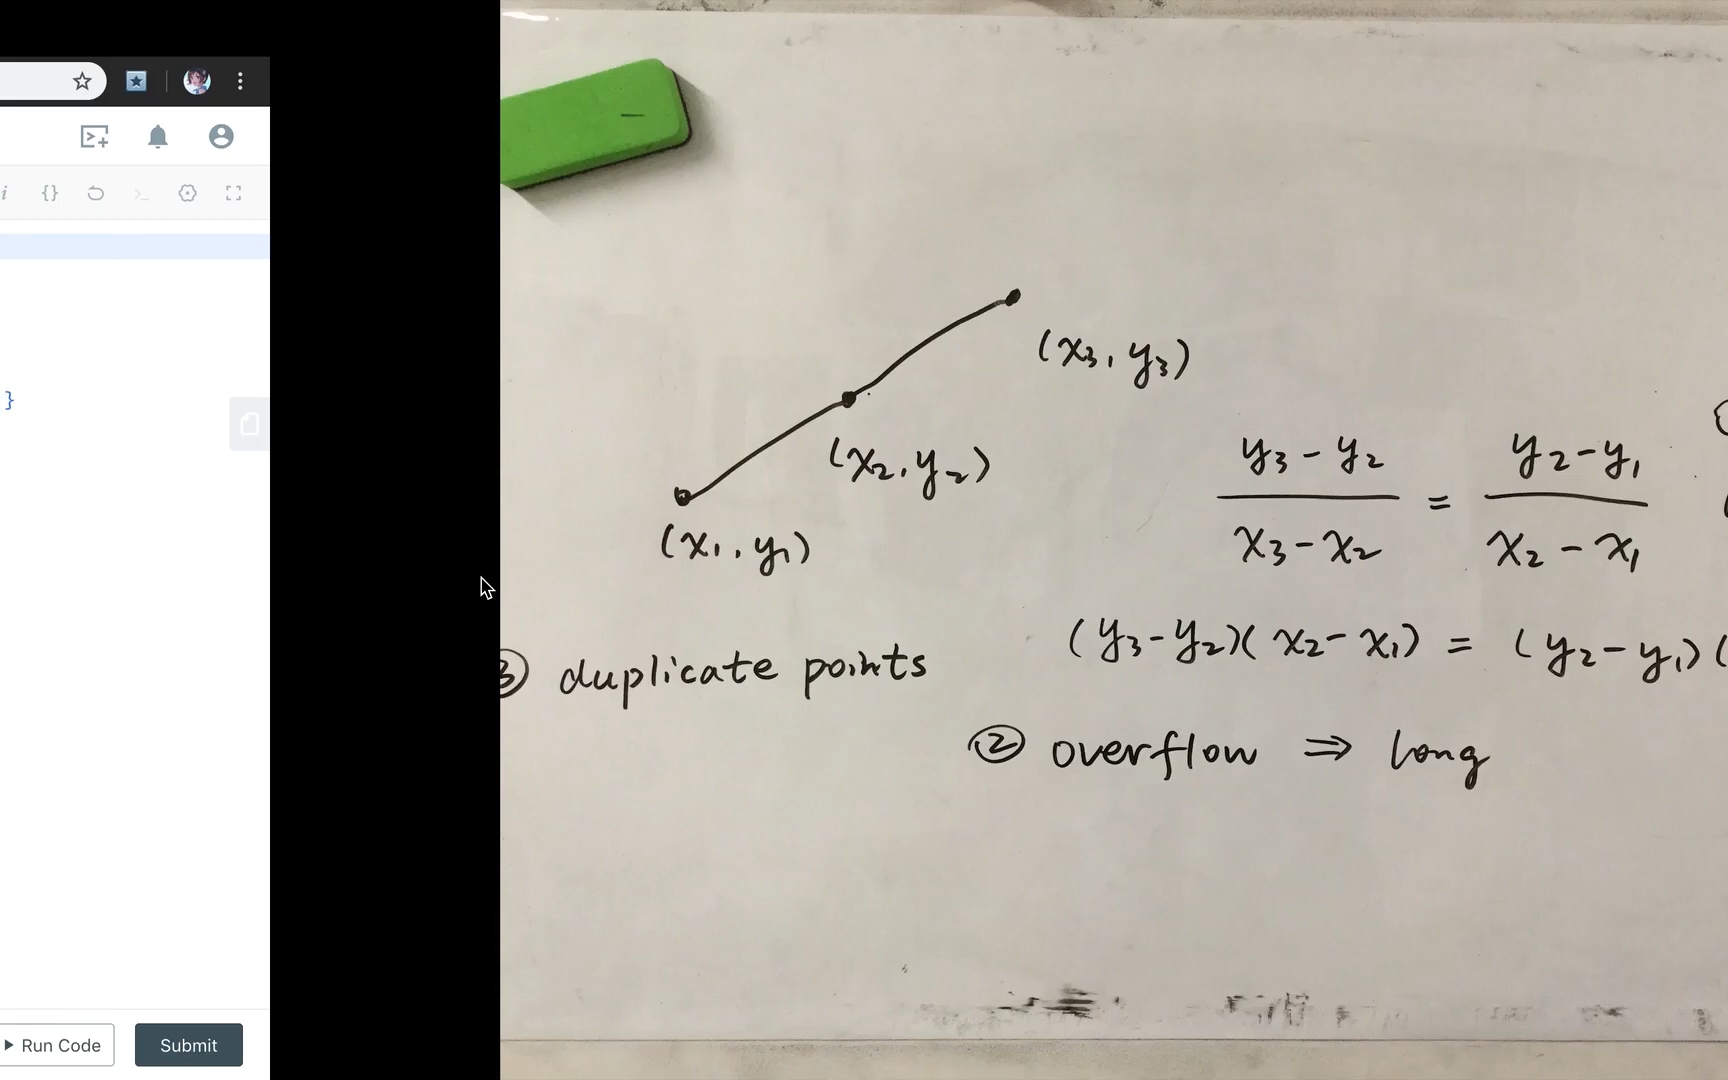 }
Run Code
Submit
(x3, y3)
(x2, y2)
(x1, y1)
y3 - y2 / x3 - x2 = y2 - y1 / x2 - x1
(y3 - y2)(x2 - x1) = (y2 - y1)(
③ duplicate points
② overflow ⇒ long